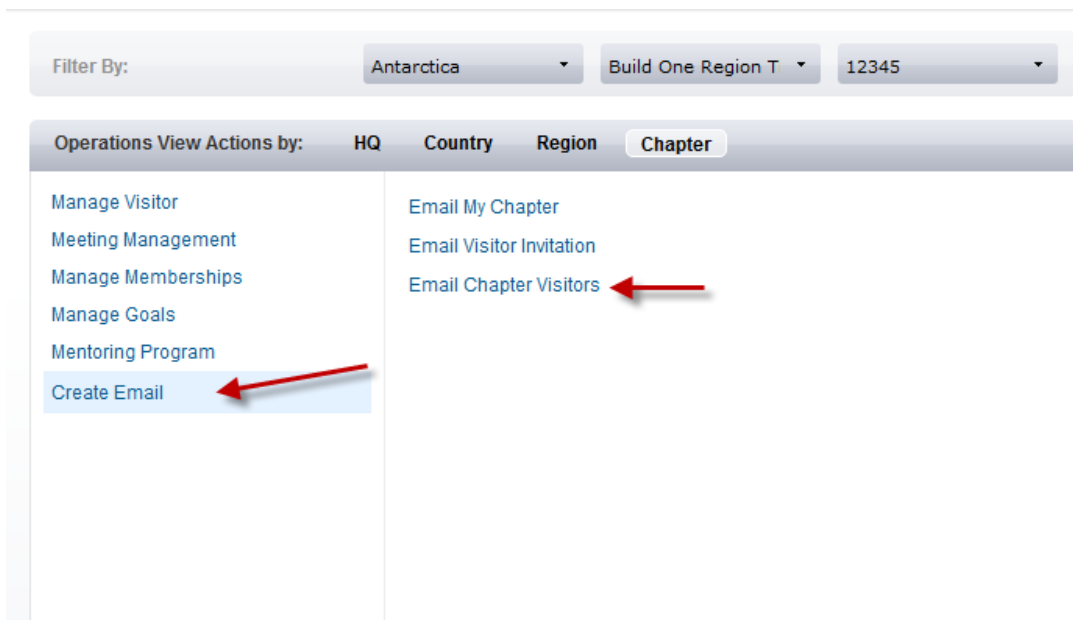 Filter By: Antarctica Build One Region T 12345
Operations View Actions by: HQ Country Region Chapter
Manage Visitor
Meeting Management
Manage Memberships
Manage Goals
Mentoring Program
Create Email
Email My Chapter
Email Visitor Invitation
Email Chapter Visitors